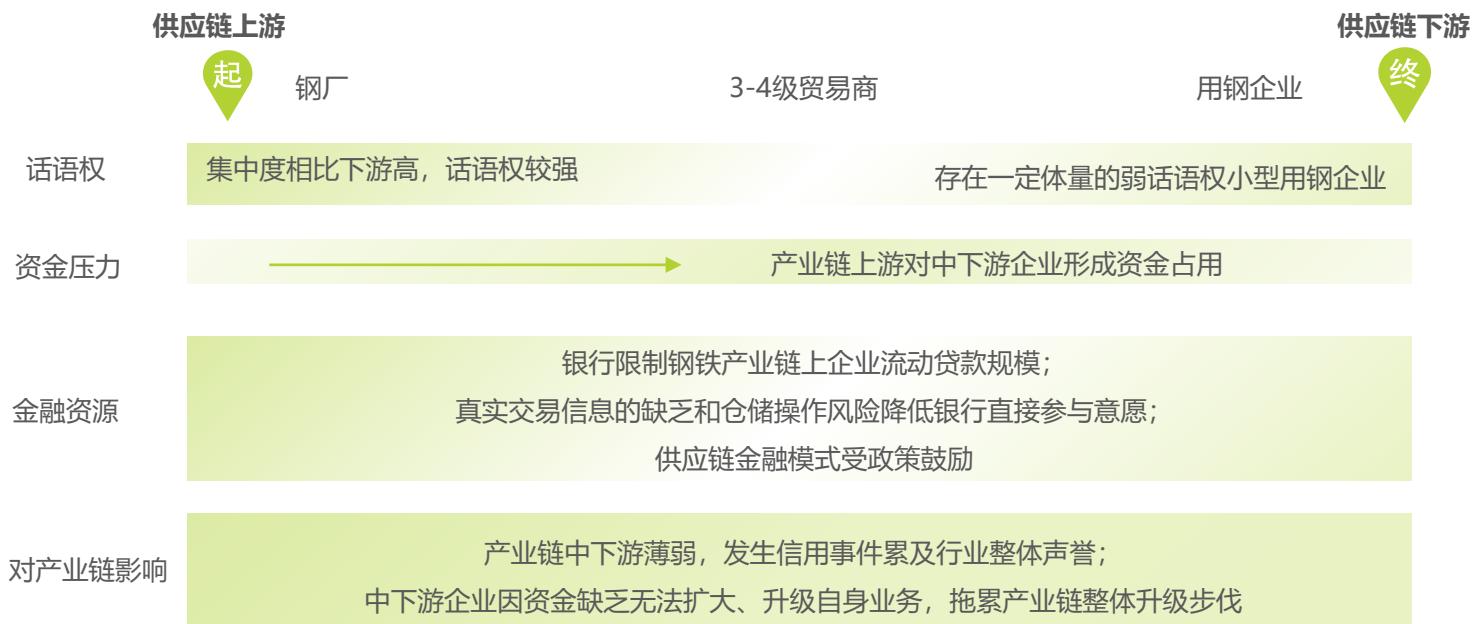 供应链上游
供应链下游
起
钢厂
3-4级贸易商
用钢企业
终
话语权
集中度相比下游高，话语权较强
存在一定体量的弱话语权小型用钢企业
资金压力
产业链上游对中下游企业形成资金占用
金融资源
银行限制钢铁产业链上企业流动贷款规模；
真实交易信息的缺乏和仓储操作风险降低银行直接参与意愿；
供应链金融模式受政策鼓励
对产业链影响
产业链中下游薄弱，发生信用事件累及行业整体声誉；
中下游企业因资金缺乏无法扩大、升级自身业务，拖累产业链整体升级步伐